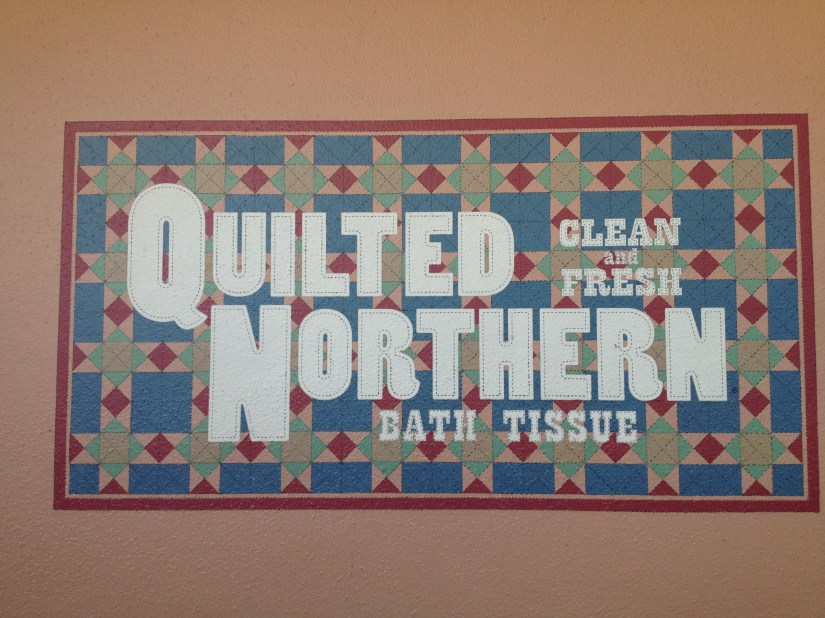 QUILTED
CLEAN
and
FRESH
NORTHERN
BATH TISSUE